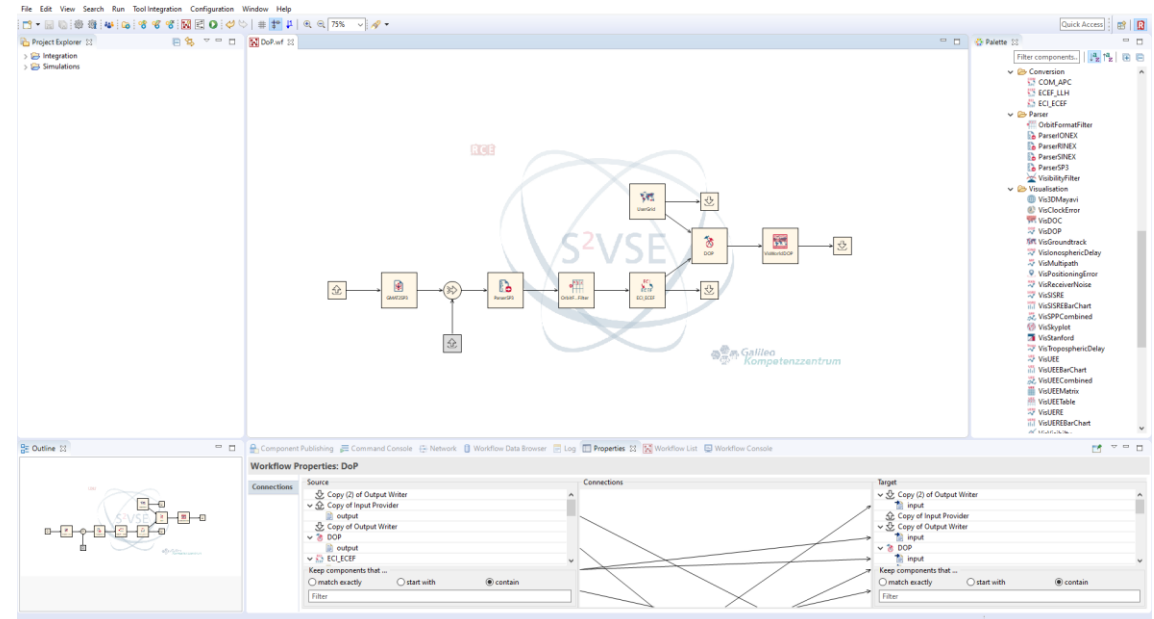 File Edit View Search Run Tool Integration Configuration Window Help
75%
Quick Access
Project Explorer
Integration
Simulations
DoP.wf
RCE
S2VSE
Galileo
Kompetenzzentrum
UserGrid
DOP
VisWorldDOP
ParserSP3
ECI_ECEF
Palette
Filter components..
Conversion
COM_APC
ECEF_LLH
ECI_ECEF
Parser
OrbitFormatFilter
ParserIONEX
ParserRINEX
ParserSINEX
ParserSP3
VisibilityFilter
Visualisation
Vis3DMayavi
VisClockError
VisDOC
VisDOP
VisGroundtrack
VisIonosphericDelay
VisMultipath
VisPositioningError
VisReceiverNoise
VisSISRE
VisSISREBarChart
VisSPPCombined
VisSkyplot
VisStanford
VisTroposphericDelay
VisUEE
VisUEEBarChart
VisUEECombined
VisUEEMatrix
VisUEETable
VisUERE
VisUEREBarChart
Outline
Component Publishing Command Console Network Workflow Data Browser Log Properties Workflow List Workflow Console
Workflow Properties: DoP
Connections
Source
Copy (2) of Output Writer
Copy of Input Provider
output
Copy of Output Writer
DOP
output
ECI_ECEF
Keep components that ...
match exactly start with contain
Filter
Connections
Target
Copy (2) of Output Writer
input
Copy of Input Provider
Copy of Output Writer
input
DOP
input
Keep components that ...
match exactly start with contain
Filter